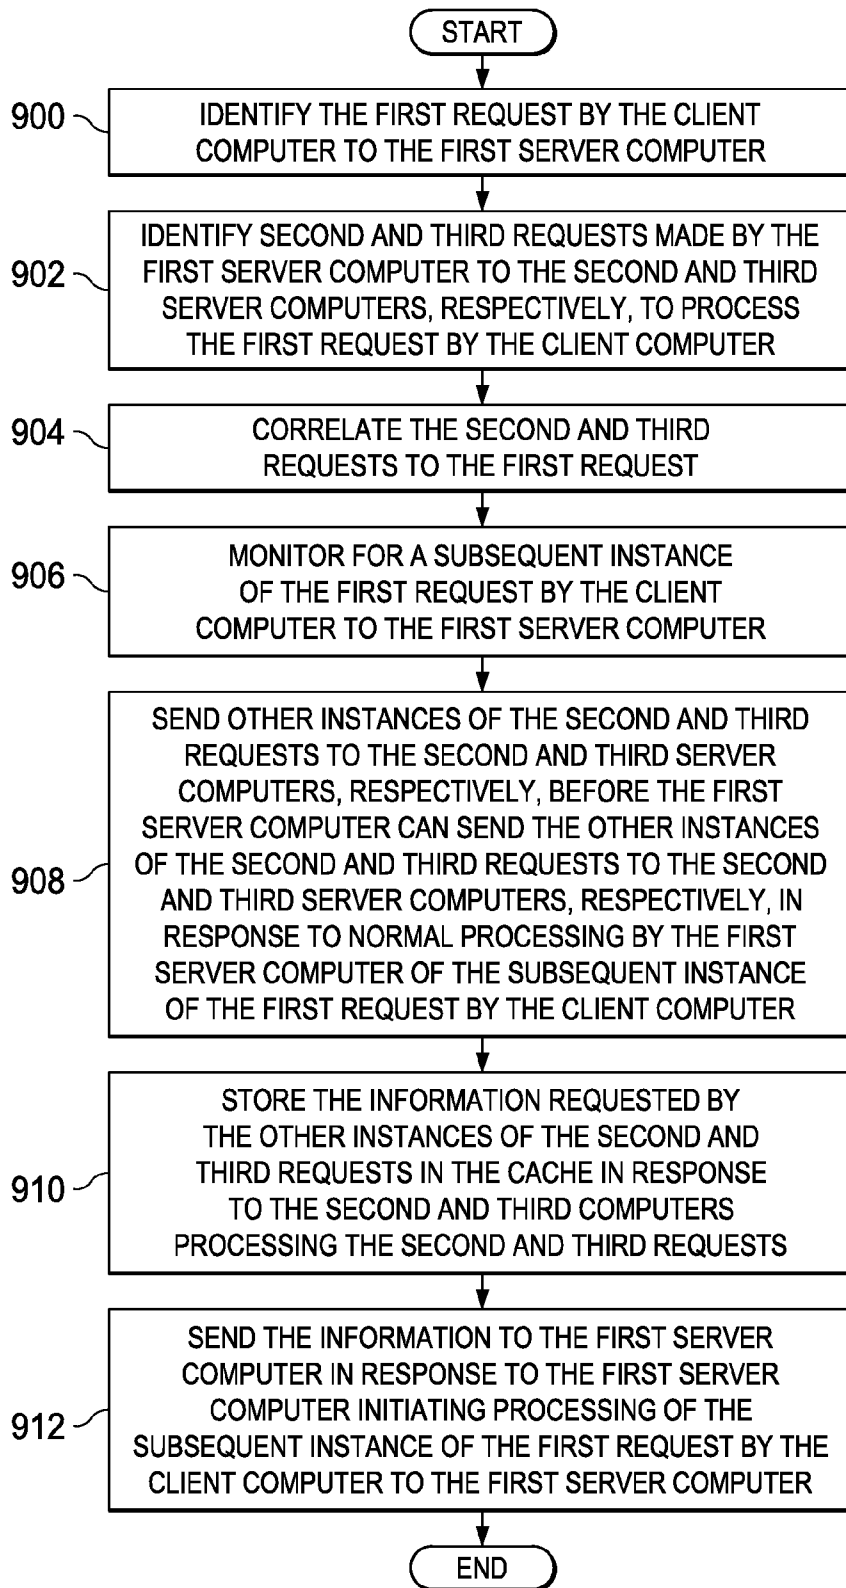 START
900
IDENTIFY THE FIRST REQUEST BY THE CLIENT
COMPUTER TO THE FIRST SERVER COMPUTER
902
IDENTIFY SECOND AND THIRD REQUESTS MADE BY THE
FIRST SERVER COMPUTER TO THE SECOND AND THIRD
SERVER COMPUTERS, RESPECTIVELY, TO PROCESS
THE FIRST REQUEST BY THE CLIENT COMPUTER
904
CORRELATE THE SECOND AND THIRD
REQUESTS TO THE FIRST REQUEST
906
MONITOR FOR A SUBSEQUENT INSTANCE
OF THE FIRST REQUEST BY THE CLIENT
COMPUTER TO THE FIRST SERVER COMPUTER
908
SEND OTHER INSTANCES OF THE SECOND AND THIRD
REQUESTS TO THE SECOND AND THIRD SERVER
COMPUTERS, RESPECTIVELY, BEFORE THE FIRST
SERVER COMPUTER CAN SEND THE OTHER INSTANCES
OF THE SECOND AND THIRD REQUESTS TO THE SECOND
AND THIRD SERVER COMPUTERS, RESPECTIVELY, IN
RESPONSE TO NORMAL PROCESSING BY THE FIRST
SERVER COMPUTER OF THE SUBSEQUENT INSTANCE
OF THE FIRST REQUEST BY THE CLIENT COMPUTER
910
STORE THE INFORMATION REQUESTED BY
THE OTHER INSTANCES OF THE SECOND AND
THIRD REQUESTS IN THE CACHE IN RESPONSE
TO THE SECOND AND THIRD COMPUTERS
PROCESSING THE SECOND AND THIRD REQUESTS
912
SEND THE INFORMATION TO THE FIRST SERVER
COMPUTER IN RESPONSE TO THE FIRST SERVER
COMPUTER INITIATING PROCESSING OF THE
SUBSEQUENT INSTANCE OF THE FIRST REQUEST BY THE
CLIENT COMPUTER TO THE FIRST SERVER COMPUTER
END